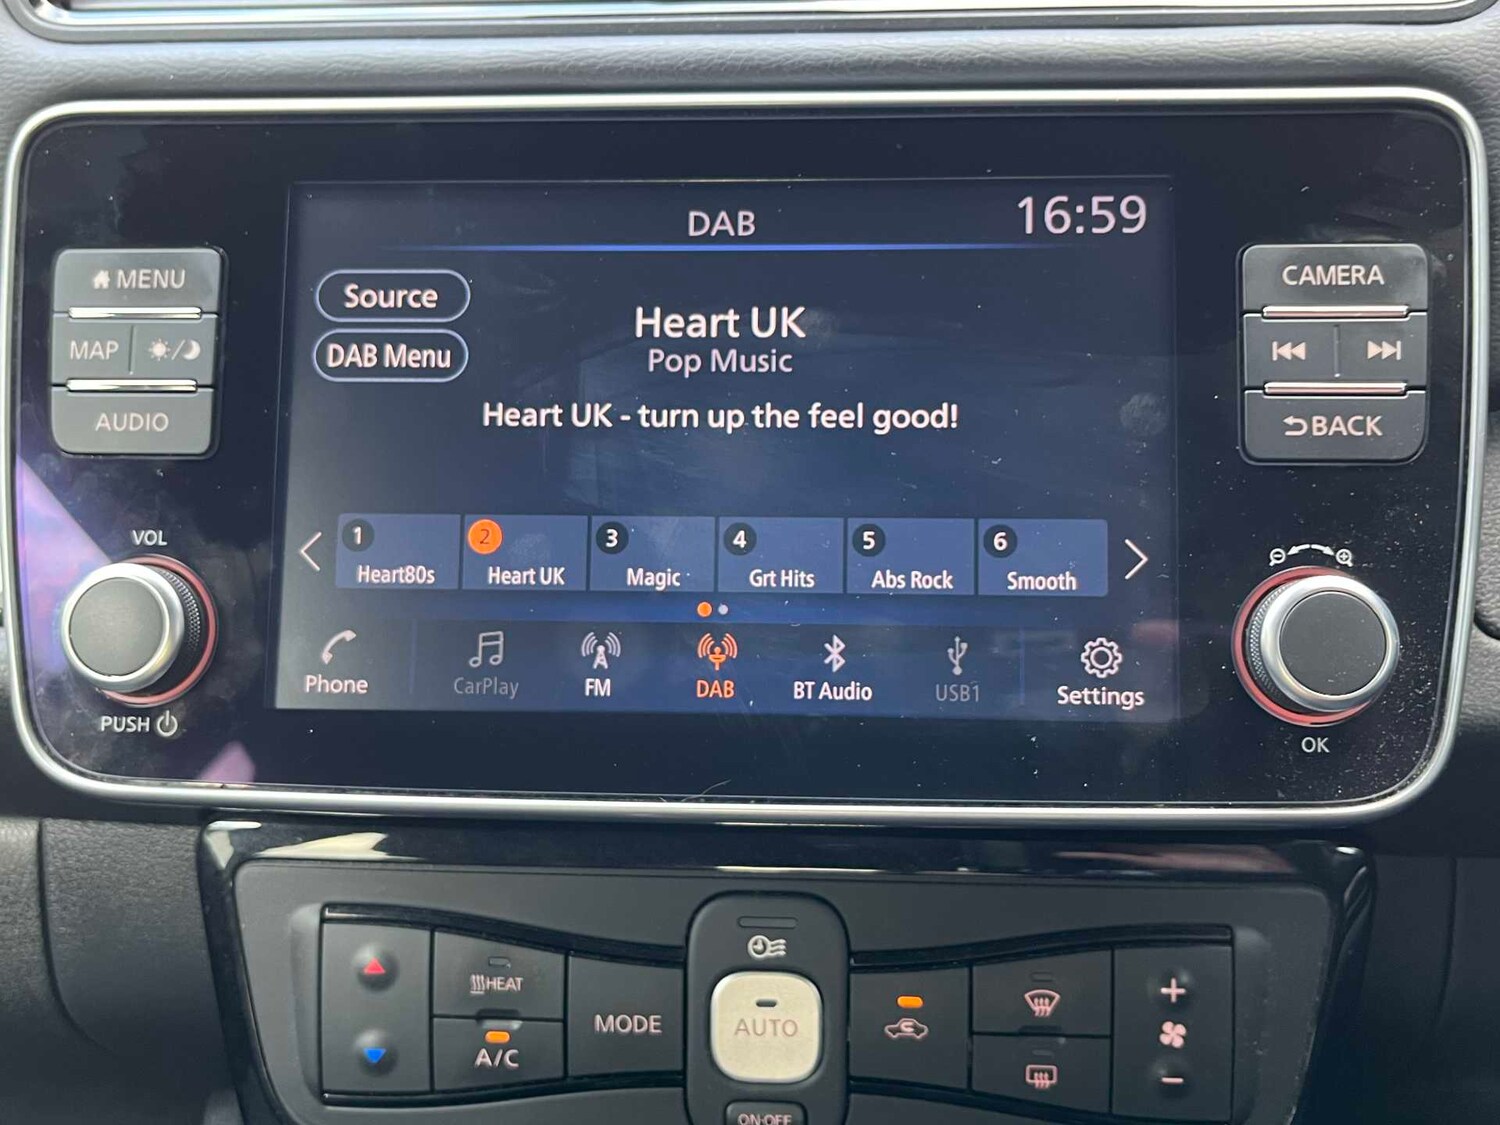 DAB
16:59
MENU
MAP
AUDIO
Source
DAB Menu
Heart UK
Pop Music
Heart UK - turn up the feel good!
CAMERA
BACK
1
Heart80s
2
Heart UK
3
Magic
4
Grt Hits
5
Abs Rock
6
Smooth
VOL
PUSH
Phone
CarPlay
FM
DAB
BT Audio
USB1
Settings
OK
HEAT
A/C
MODE
AUTO
ON·OFF
+
−